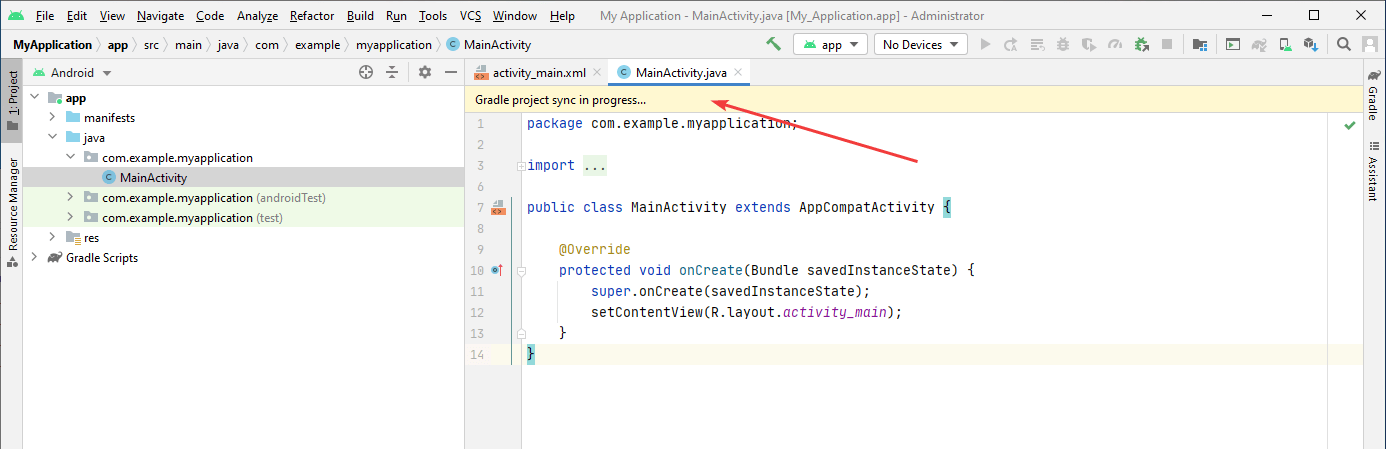 File Edit View Navigate Code Analyze Refactor Build Run Tools VCS Window Help My Application - MainActivity.java [My_Application.app] - Administrator
MyApplication app src main java com example myapplication MainActivity app No Devices
1: Project
Resource Manager
Android
app
manifests
java
com.example.myapplication
MainActivity
com.example.myapplication (androidTest)
com.example.myapplication (test)
res
Gradle Scripts
activity_main.xml MainActivity.java
Gradle project sync in progress...
1 package com.example.myapplication;
2
3 import ...
6
7 public class MainActivity extends AppCompatActivity {
8
9 @Override
10 protected void onCreate(Bundle savedInstanceState) {
11 super.onCreate(savedInstanceState);
12 setContentView(R.layout.activity_main);
13 }
14 }
Gradle
Assistant